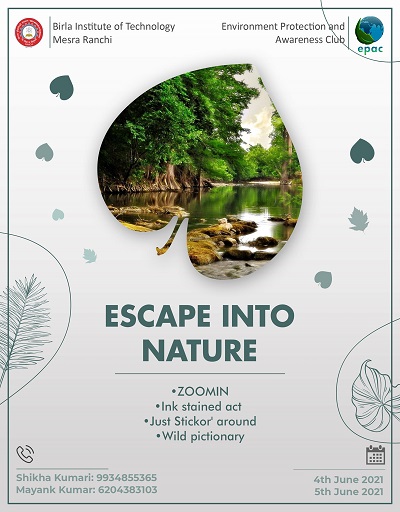 Birla Institute of Technology
Mesra Ranchi
Environment Protection and
Awareness Club
epac
ESCAPE INTO
NATURE
•ZOOMIN
•Ink stained act
•Just Stickor' around
•Wild pictionary
Shikha Kumari: 9934855365
Mayank Kumar: 6204383103
4th June 2021
5th June 2021